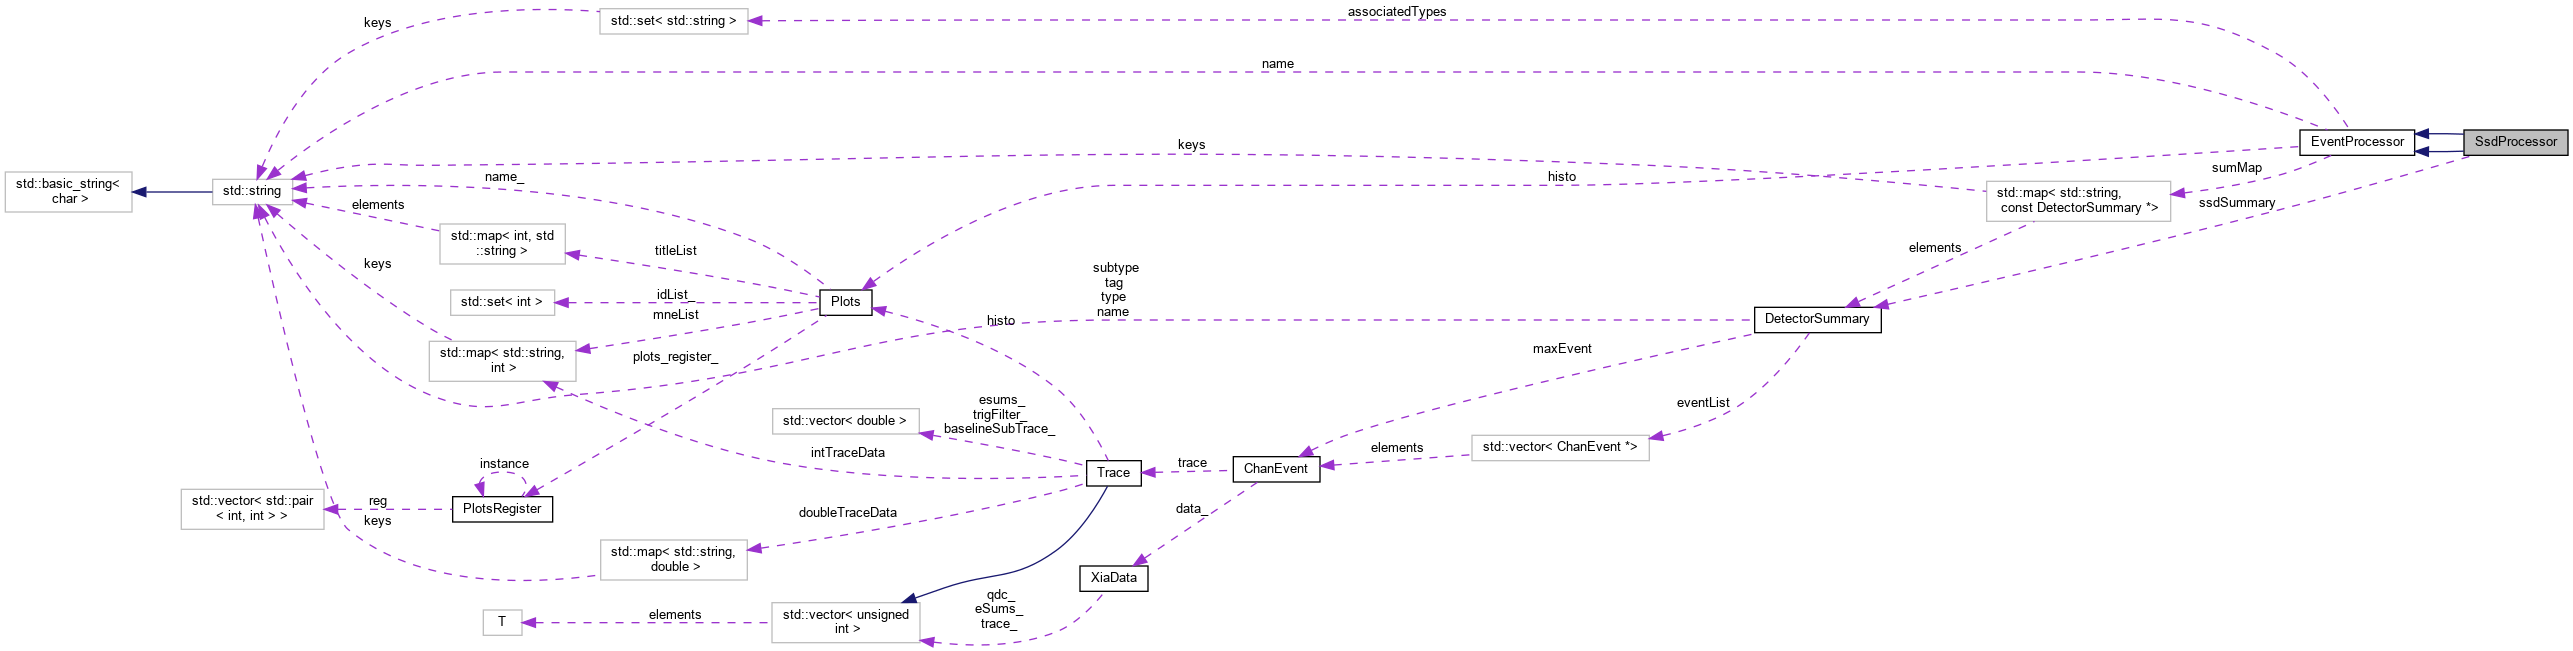 keys
std::set< std::string >
associatedTypes
name
std::basic_string<
char >
std::string
keys
name_
elements
std::map< int, std
::string >
titleList
keys
std::set< int >
idList_
mneList
Plots
std::map< std::string,
int >
plots_register_
histo
EventProcessor
SsdProcessor
sumMap
std::map< std::string,
const DetectorSummary *>
ssdSummary
elements
subtype
tag
type
name
histo
DetectorSummary
maxEvent
eventList
std::vector< double >
esums_
trigFilter_
baselineSubTrace_
intTraceData
instance
std::vector< std::pair
< int, int > >
reg
PlotsRegister
keys
Trace
trace
ChanEvent
elements
std::vector< ChanEvent *>
doubleTraceData
data_
std::map< std::string,
double >
XiaData
T
elements
std::vector< unsigned
int >
qdc_
eSums_
trace_